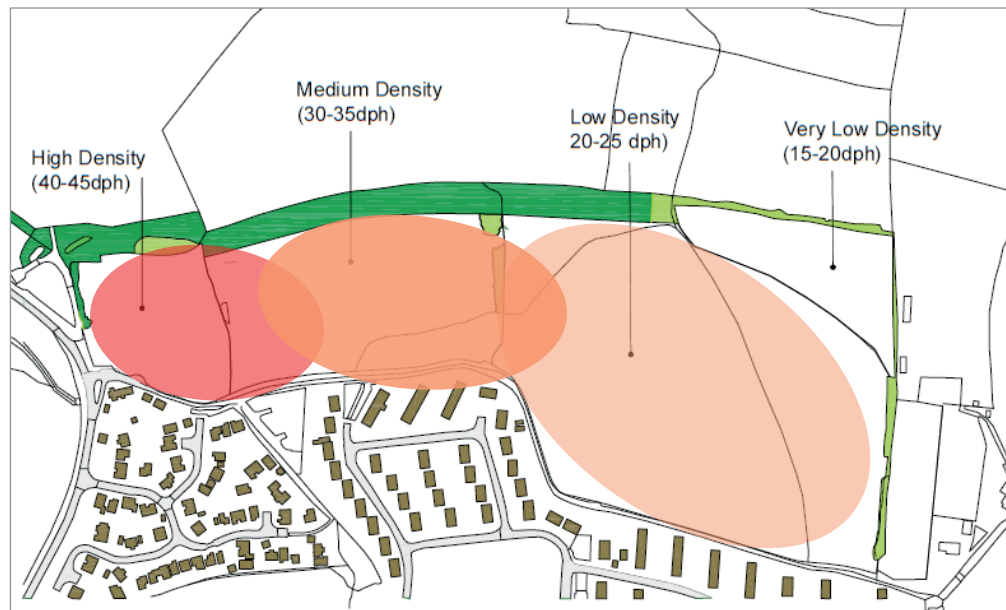 Medium Density
(30-35dph)
Low Density
20-25 dph)
Very Low Density
(15-20dph)
High Density
(40-45dph)